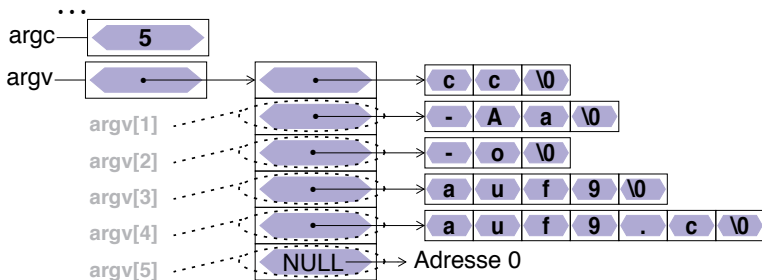 ...
argc 5
argv c c \0
argv[1] - A a \0
argv[2] - o \0
argv[3] a u f 9 \0
argv[4] a u f 9 . c \0
argv[5] NULL Adresse 0